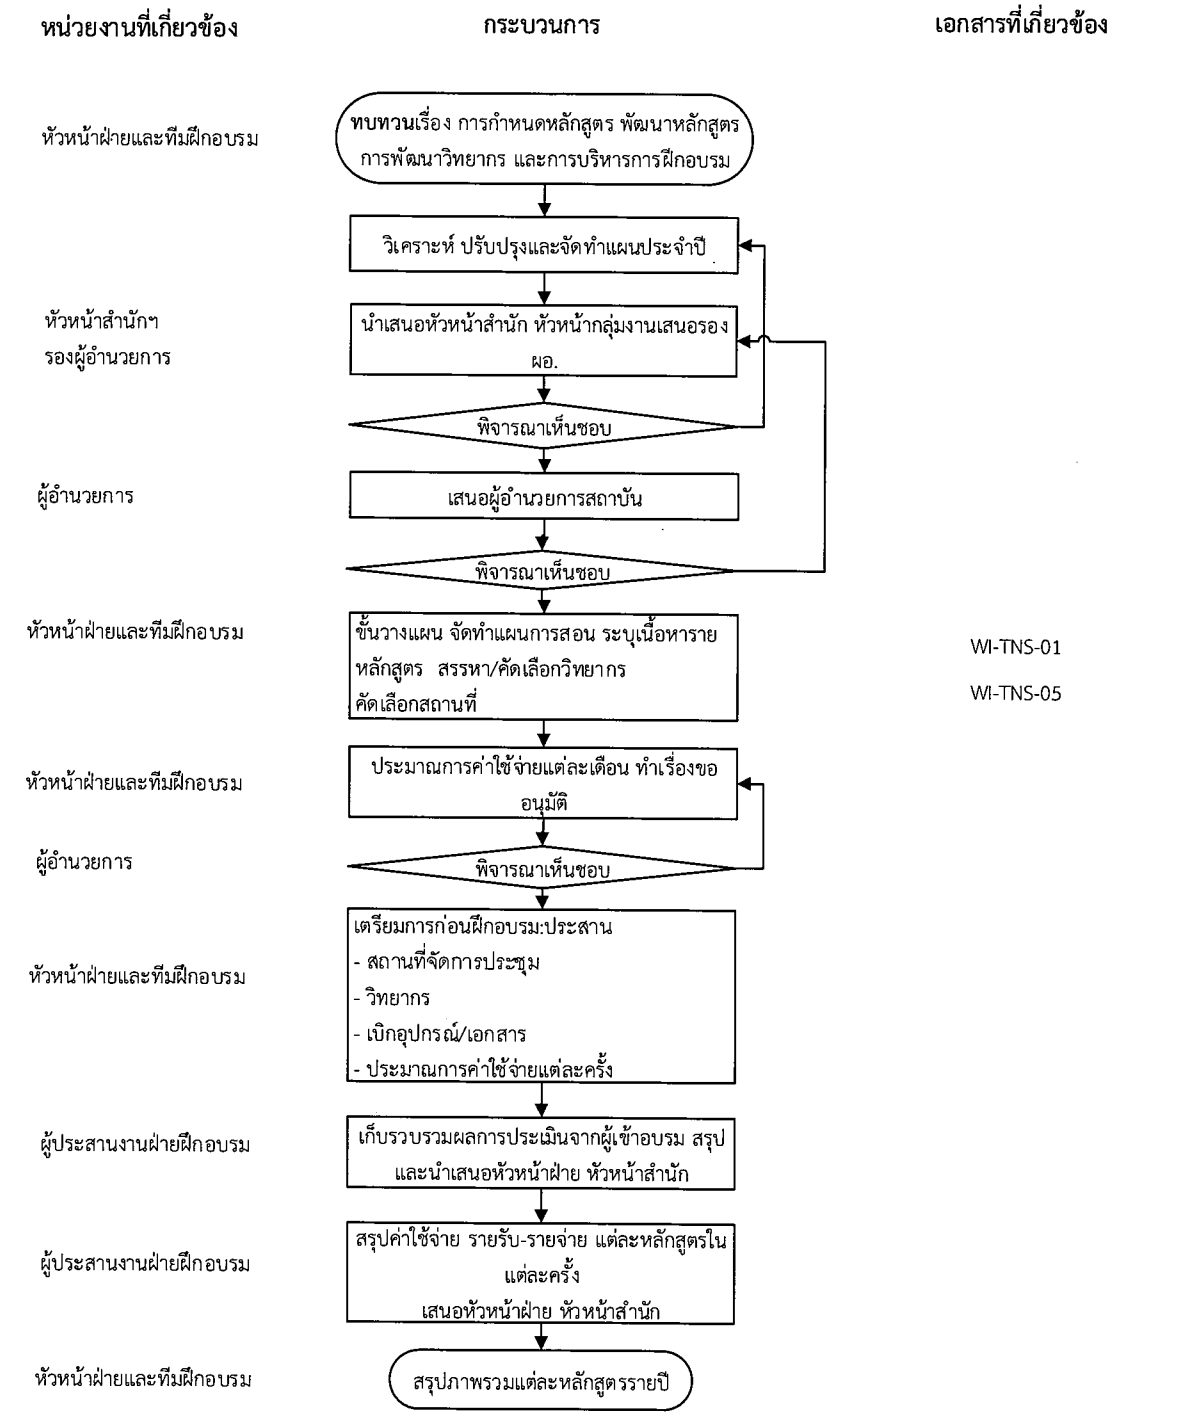 หน่วยงานที่เกี่ยวข้อง
กระบวนการ
เอกสารที่เกี่ยวข้อง
หัวหน้าฝ่ายและทีมฝึกอบรม
ทบทวนเรื่อง การกำหนดหลักสูตร พัฒนาหลักสูตร
การพัฒนาวิทยากร และการบริหารการฝึกอบรม
วิเคราะห์ ปรับปรุงและจัดทำแผนประจำปี
หัวหน้าสำนักฯ
รองผู้อำนวยการ
นำเสนอหัวหน้าสำนัก หัวหน้ากลุ่มงานเสนอรอง
ผอ.
พิจารณาเห็นชอบ
ผู้อำนวยการ
เสนอผู้อำนวยการสถาบัน
พิจารณาเห็นชอบ
หัวหน้าฝ่ายและทีมฝึกอบรม
ขั้นวางแผน จัดทำแผนการสอน ระบุเนื้อหาราย
หลักสูตร สรรหา/คัดเลือกวิทยากร
คัดเลือกสถานที่
WI-TNS-01
WI-TNS-05
หัวหน้าฝ่ายและทีมฝึกอบรม
ประมาณการค่าใช้จ่ายแต่ละเดือน ทำเรื่องขอ
อนุมัติ
ผู้อำนวยการ
พิจารณาเห็นชอบ
หัวหน้าฝ่ายและทีมฝึกอบรม
เตรียมการก่อนฝึกอบรม:ประสาน
- สถานที่จัดการประชุม
- วิทยากร
- เบิกอุปกรณ์/เอกสาร
- ประมาณการค่าใช้จ่ายแต่ละครั้ง
ผู้ประสานงานฝ่ายฝึกอบรม
เก็บรวบรวมผลการประเมินจากผู้เข้าอบรม สรุป
และนำเสนอหัวหน้าฝ่าย หัวหน้าสำนัก
ผู้ประสานงานฝ่ายฝึกอบรม
สรุปค่าใช้จ่าย รายรับ-รายจ่าย แต่ละหลักสูตรใน
แต่ละครั้ง
เสนอหัวหน้าฝ่าย หัวหน้าสำนัก
หัวหน้าฝ่ายและทีมฝึกอบรม
สรุปภาพรวมแต่ละหลักสูตรรายปี